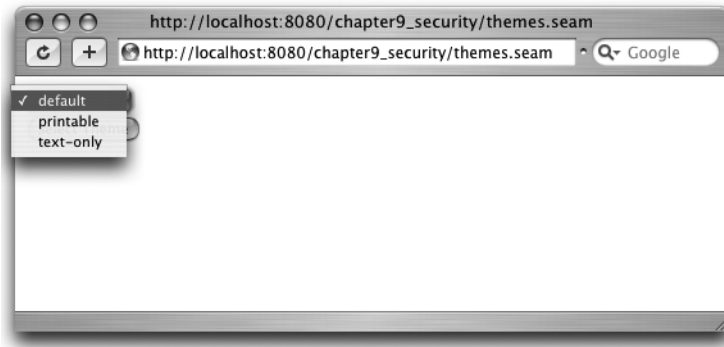 http://localhost:8080/chapter9_security/themes.seam
http://localhost:8080/chapter9_security/themes.seam
Google
✓ default
printable
text-only